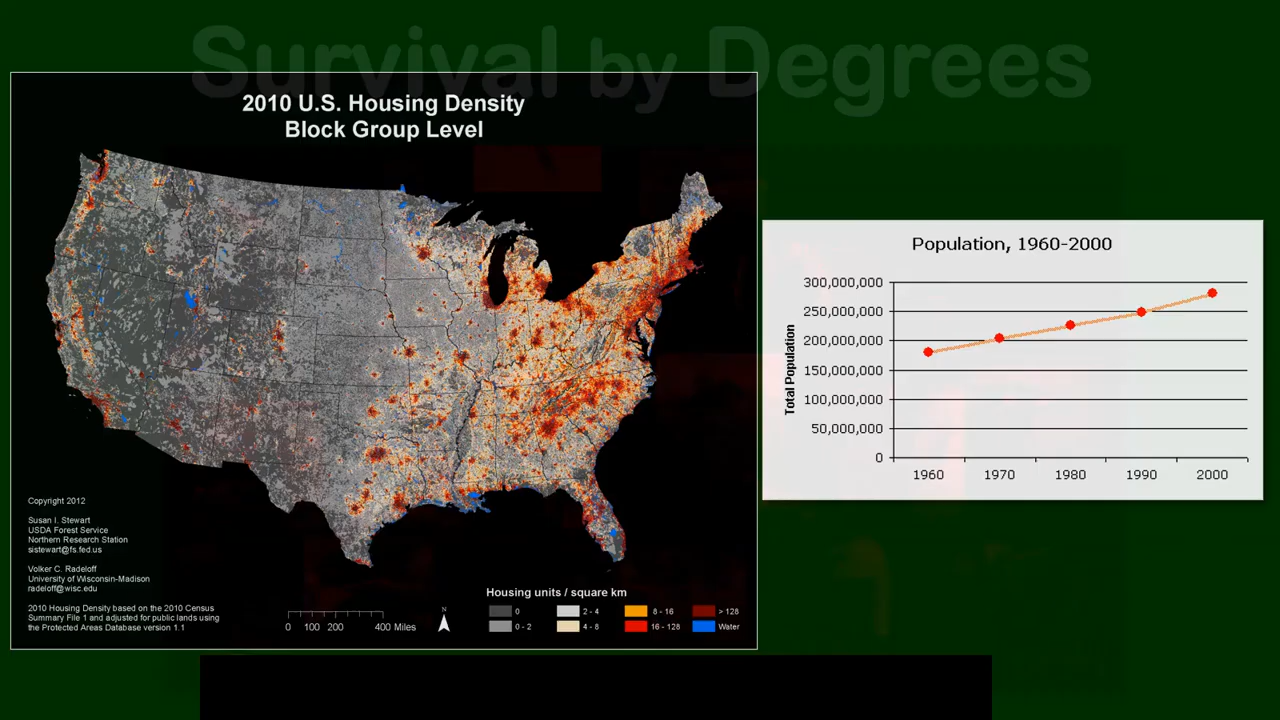 Survival by Degrees
2010 U.S. Housing Density
Block Group Level
Copyright 2012
Susan I. Stewart
USDA Forest Service
Northern Research Station
sistewart@fs.fed.us
Volker C. Radeloff
University of Wisconsin-Madison
radeloff@wisc.edu
2010 Housing Density based on the 2010 Census
Summary File 1 and adjusted for public lands using
the Protected Areas Database version 1.1
0 100 200 400 Miles
N
Housing units / square km
0 2 - 4 8 - 16 > 128
0 - 2 4 - 8 16 - 128 Water
Population, 1960-2000
Total Population
300,000,000
250,000,000
200,000,000
150,000,000
100,000,000
50,000,000
0
1960 1970 1980 1990 2000